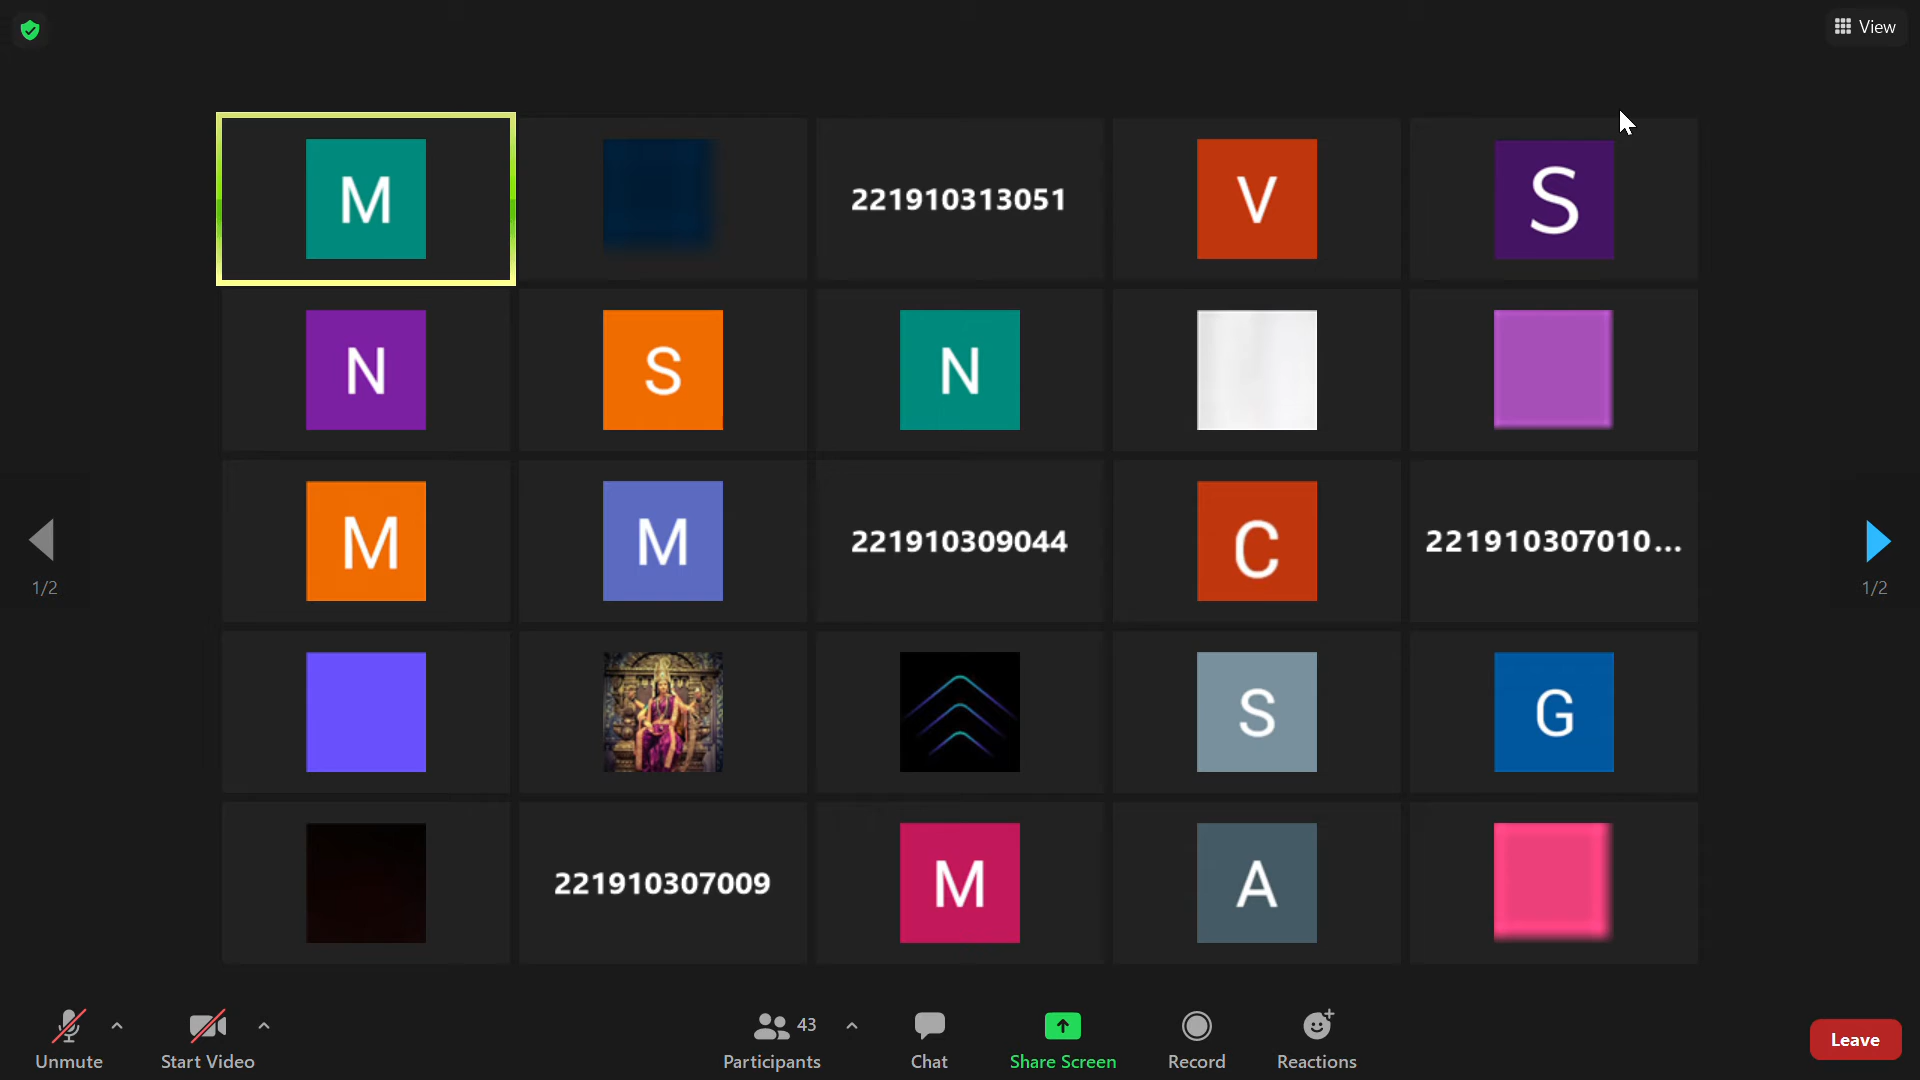 View
M
221910313051
V
S
N
S
N
M
M
221910309044
C
221910307010...
1/2
1/2
S
G
221910307009
M
A
43
Unmute
Start Video
Participants
Chat
Share Screen
Record
Reactions
Leave